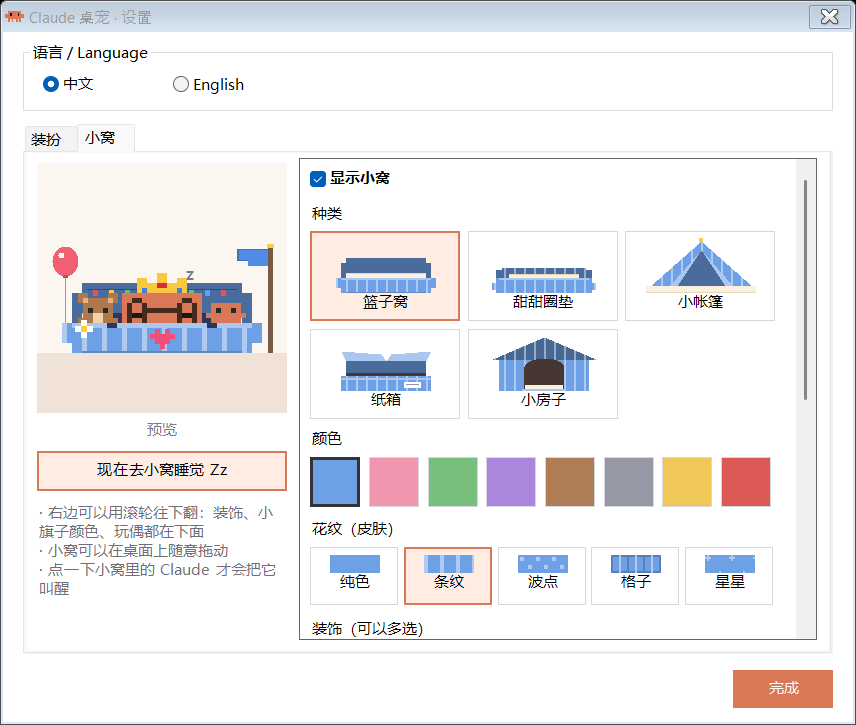 Claude 桌宠 · 设置
语言 / Language
中文
English
装扮
小窝
z
预览
现在去小窝睡觉 Zz
· 右边可以用滚轮往下翻：装饰、小
旗子颜色、玩偶都在下面
· 小窝可以在桌面上随意拖动
· 点一下小窝里的 Claude 才会把它
叫醒
显示小窝
种类
篮子窝
甜甜圈垫
小帐篷
纸箱
小房子
颜色
花纹（皮肤）
纯色
条纹
波点
格子
星星
装饰（可以多选）
完成